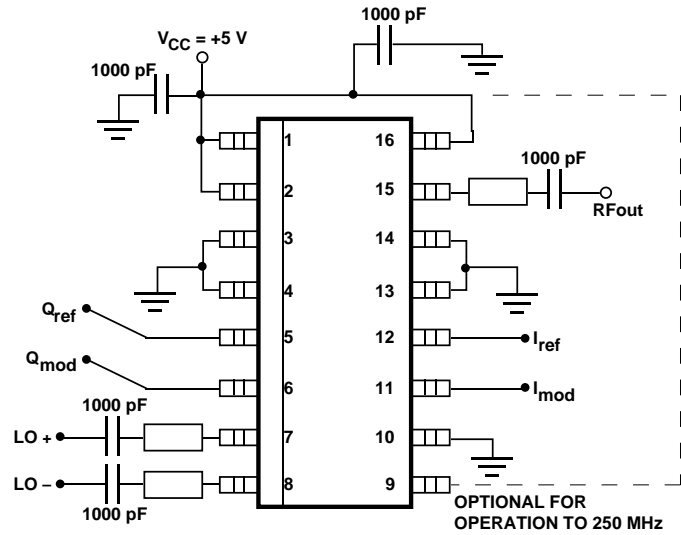 1000 pF
VCC = +5 V
1000 pF
1
16
1000 pF
2
15
RFout
3
14
4
13
Qref
5
12
Iref
Qmod
6
11
Imod
1000 pF
LO +
7
10
LO –
8
9
1000 pF
OPTIONAL FOR
OPERATION TO 250 MHz